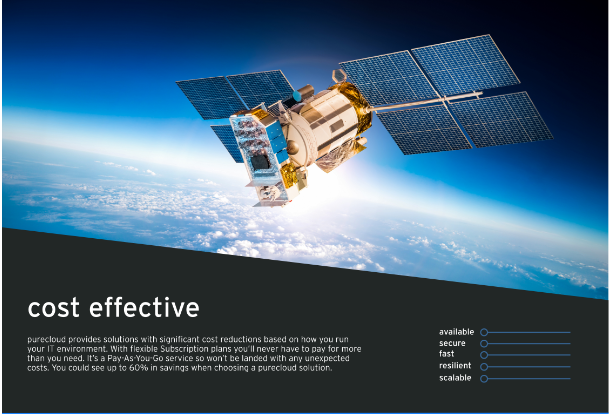 cost effective
purecloud provides solutions with significant cost reductions based on how you run
your IT environment. With flexible Subscription plans you'll never have to pay for more
than you need. It's a Pay-As-You-Go service so won't be landed with any unexpected
costs. You could see up to 60% in savings when choosing a purecloud solution.
available
secure
fast
resilient
scalable